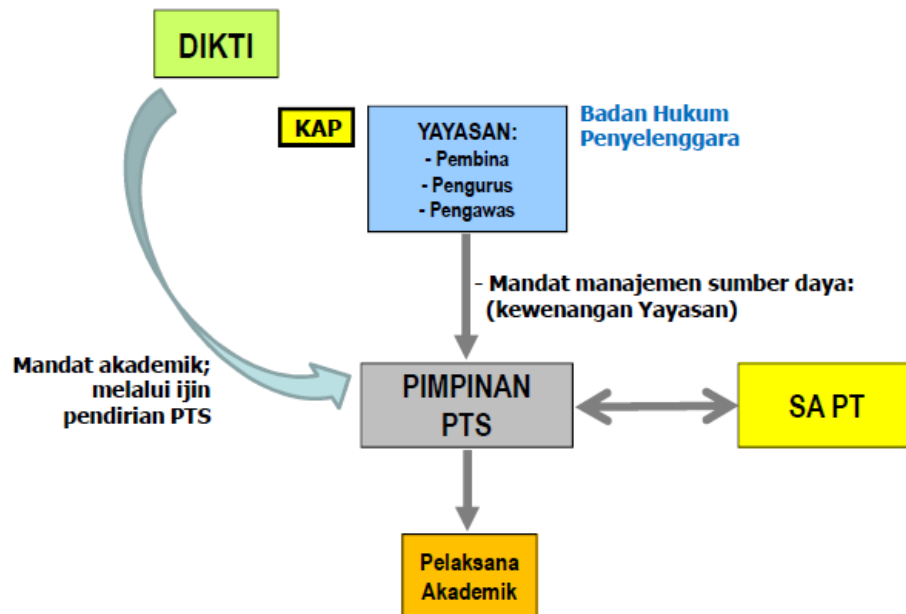 DIKTI
KAP
YAYASAN:
- Pembina
- Pengurus
- Pengawas
Badan Hukum
Penyelenggara
- Mandat manajemen sumber daya:
(kewenangan Yayasan)
Mandat akademik;
melalui ijin
pendirian PTS
PIMPINAN
PTS
SA PT
Pelaksana
Akademik